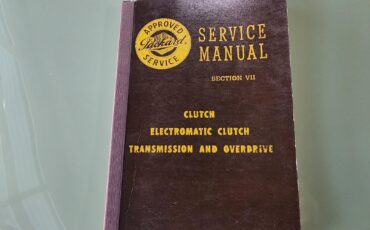 APPROVED
Packard
SERVICE
SERVICE
MANUAL
SECTION VII
CLUTCH
ELECTROMATIC CLUTCH
TRANSMISSION AND OVERDRIVE